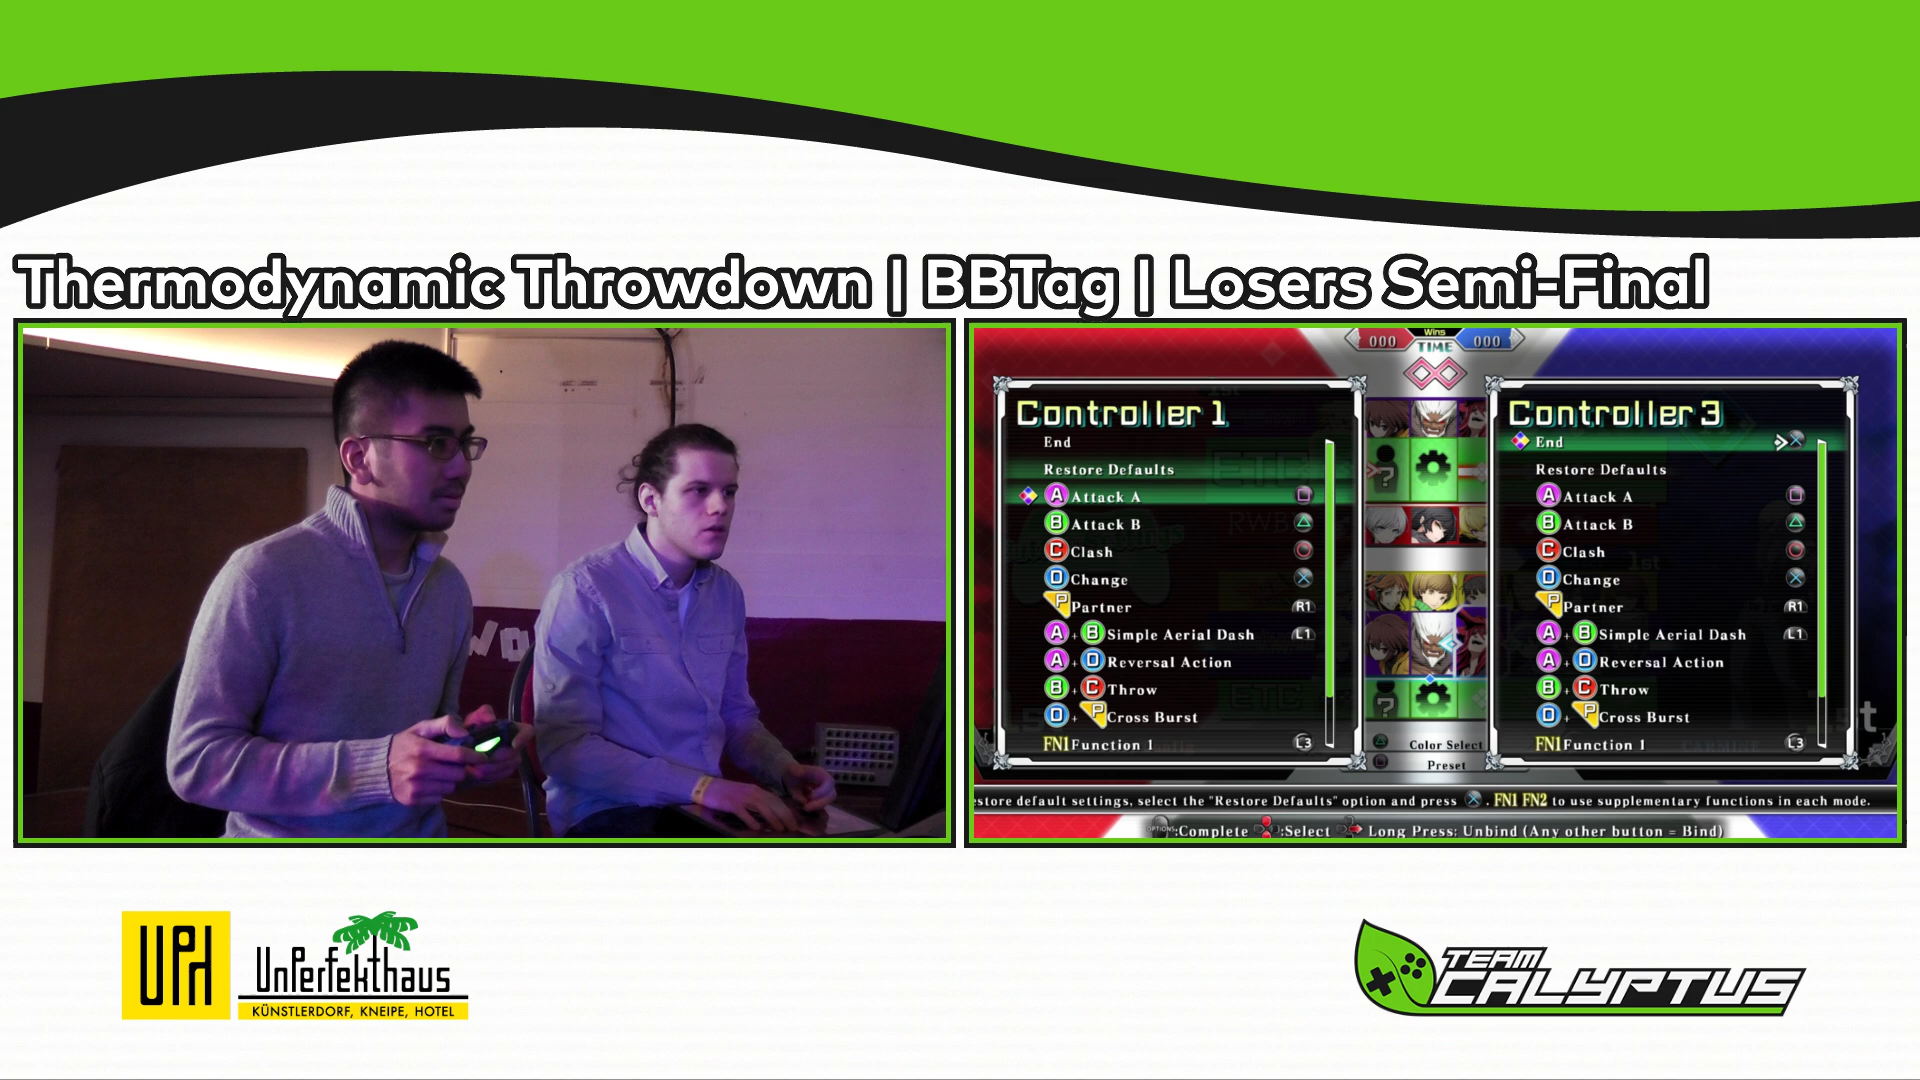 Thermodynamic Throwdown | BBTag | Losers Semi-Final
Wins
000 TIME 000
Controller 1
End
Restore Defaults
A Attack A
B Attack B
C Clash
D Change
P Partner R1
A + B Simple Aerial Dash L1
A + D Reversal Action
B + C Throw
D + P Cross Burst
FN1 Function 1 L3
Controller 3
End
Restore Defaults
A Attack A
B Attack B
C Clash
D Change
P Partner R1
A + B Simple Aerial Dash L1
A + D Reversal Action
B + C Throw
D + P Cross Burst
FN1 Function 1 L3
Color Select
Preset
estore default settings, select the "Restore Defaults" option and press . FN1 FN2 to use supplementary functions in each mode.
OPTIONS :Complete :Select Long Press: Unbind (Any other button = Bind)
UPH
UnPerfekthaus
KÜNSTLERDORF, KNEIPE, HOTEL
TEAM
CALYPTUS